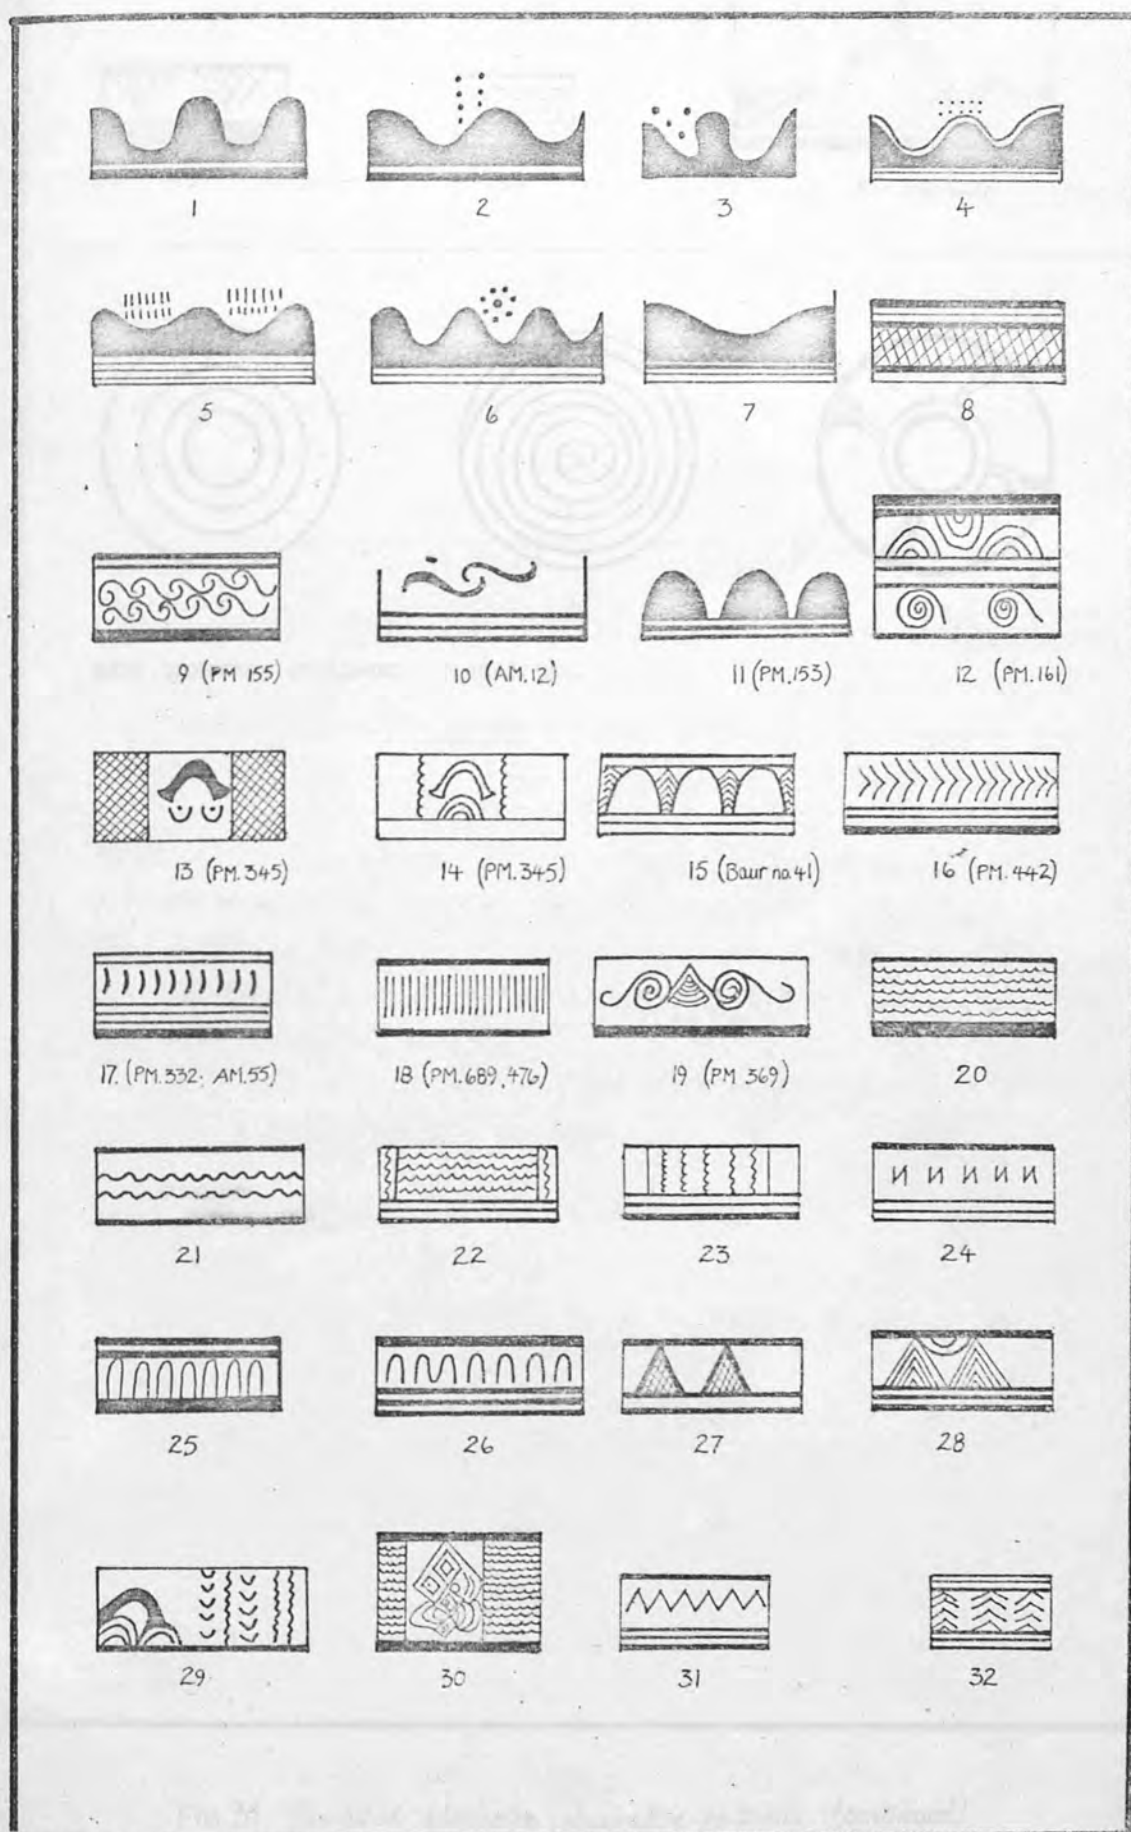 1 2 3 4
5 6 7 8
9 (PM 155) 10 (AM.12) 11 (PM.153) 12 (PM.161)
13 (PM.345) 14 (PM.345) 15 (Baur no.41) 16 (PM.442)
17. (PM.332. AM.55) 18 (PM.689,476) 19 (PM 369) 20
21 22 23 24
25 26 27 28
29 30 31 32